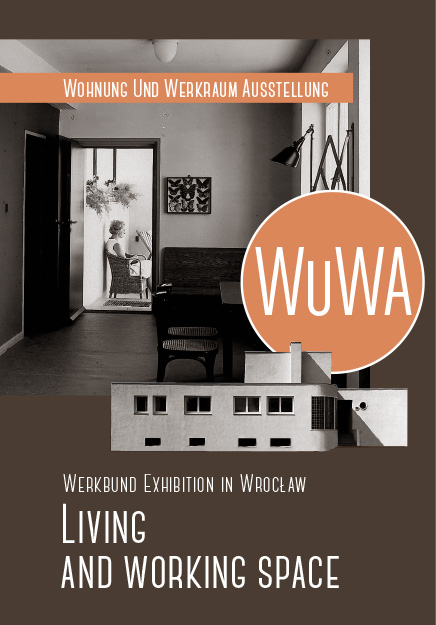 Wohnung Und Werkraum Ausstellung
WuWA
Werkbund Exhibition in Wrocław
Living
and working space